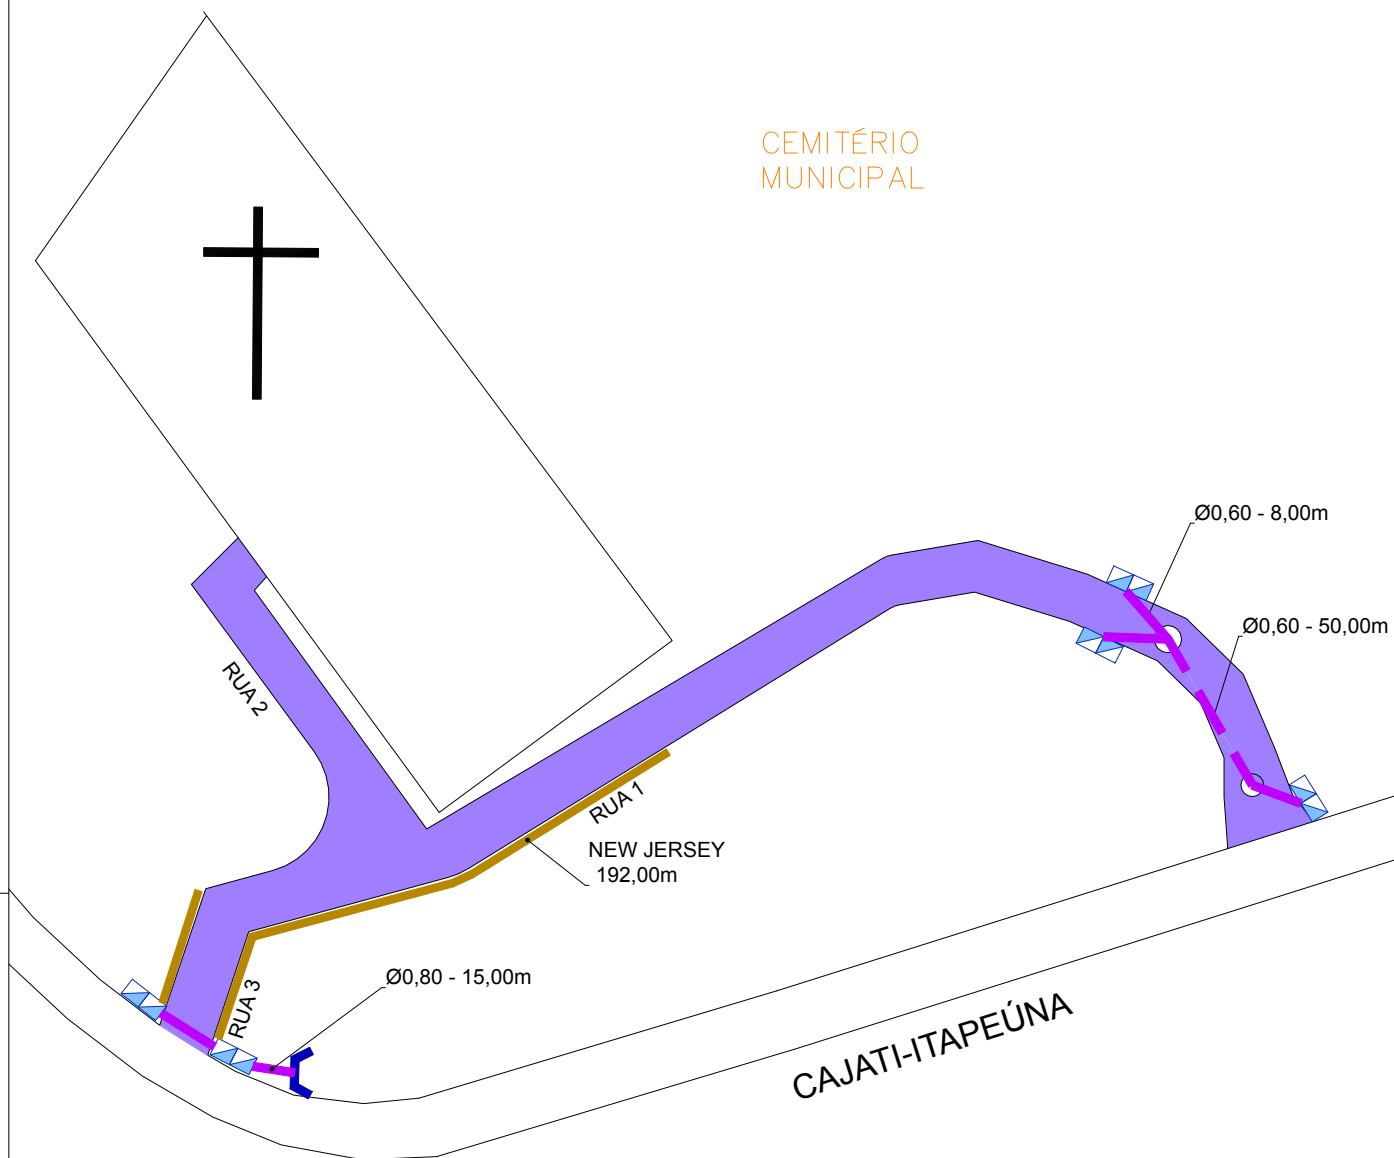 CEMITÉRIO
MUNICIPAL
Ø0,60 - 8,00m
Ø0,60 - 50,00m
RUA 2
RUA 1
NEW JERSEY
192,00m
Ø0,80 - 15,00m
RUA 3
CAJATI-ITAPEÚNA